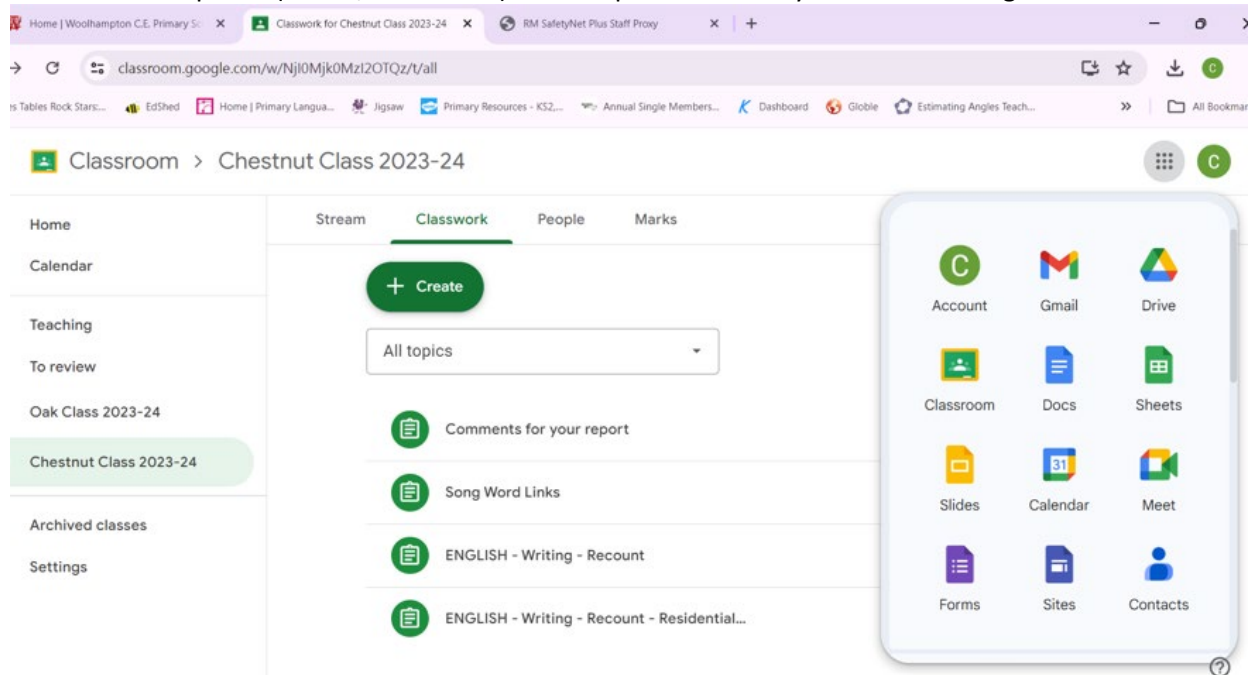 Home | Woolhampton C.E. Primary Sc
Classwork for Chestnut Class 2023-24
RM SafetyNet Plus Staff Proxy
classroom.google.com/w/NjI0Mjk0MzI2OTQz/t/all
C
es Tables Rock Stars:...
EdShed
Home | Primary Langua...
Jigsaw
Primary Resources - KS2,...
Annual Single Members...
Dashboard
Globle
Estimating Angles Teach...
All Bookmar
Classroom > Chestnut Class 2023-24
C
Home
Calendar
Teaching
To review
Oak Class 2023-24
Chestnut Class 2023-24
Archived classes
Settings
Stream Classwork People Marks
+ Create
All topics
Comments for your report
Song Word Links
ENGLISH - Writing - Recount
ENGLISH - Writing - Recount - Residential...
C
Account Gmail Drive
Classroom Docs Sheets
31
Slides Calendar Meet
Forms Sites Contacts